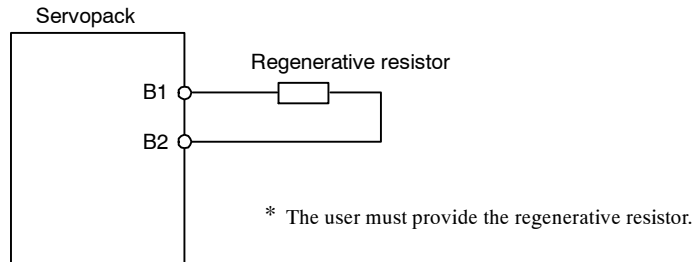 Servopack
Regenerative resistor
B1
B2
* The user must provide the regenerative resistor.